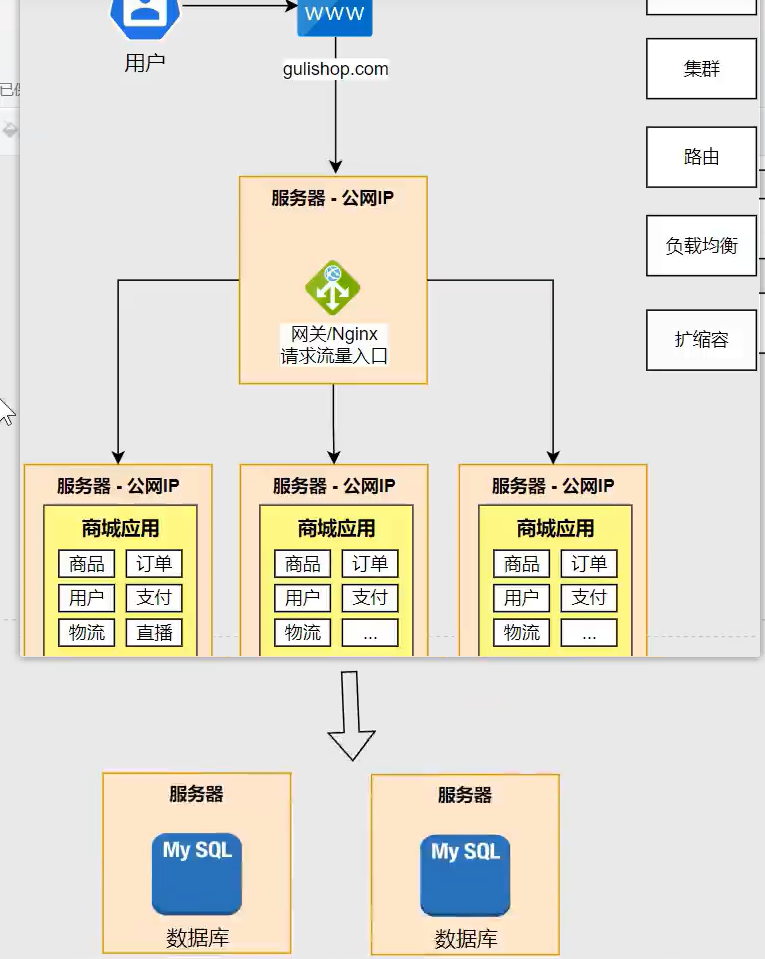 www
用户
gulishop.com
集群
路由
负载均衡
扩缩容
服务器 - 公网IP
网关/Nginx
请求流量入口
服务器 - 公网IP
商城应用
商品
订单
用户
支付
物流
直播
服务器 - 公网IP
商城应用
商品
订单
用户
支付
物流
...
服务器 - 公网IP
商城应用
商品
订单
用户
支付
物流
...
服务器
My SQL
数据库
服务器
My SQL
数据库